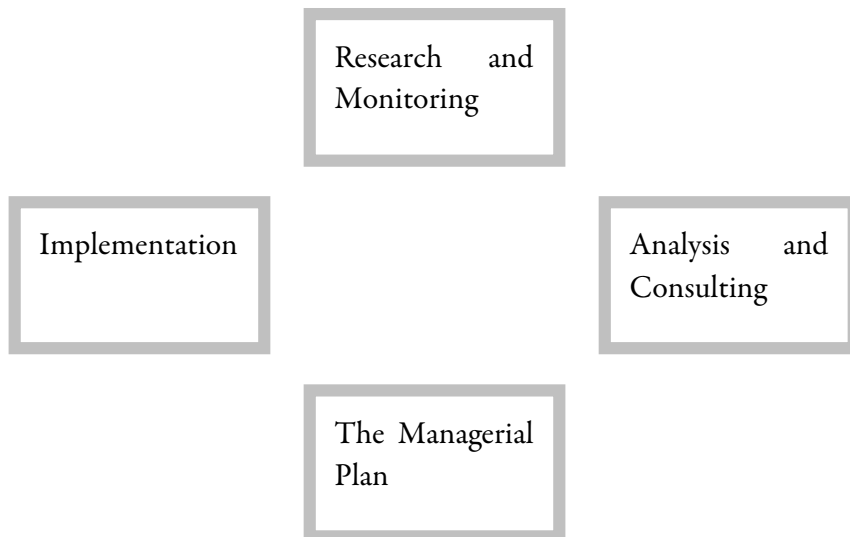 Research and
Monitoring
Implementation
Analysis and
Consulting
The Managerial
Plan